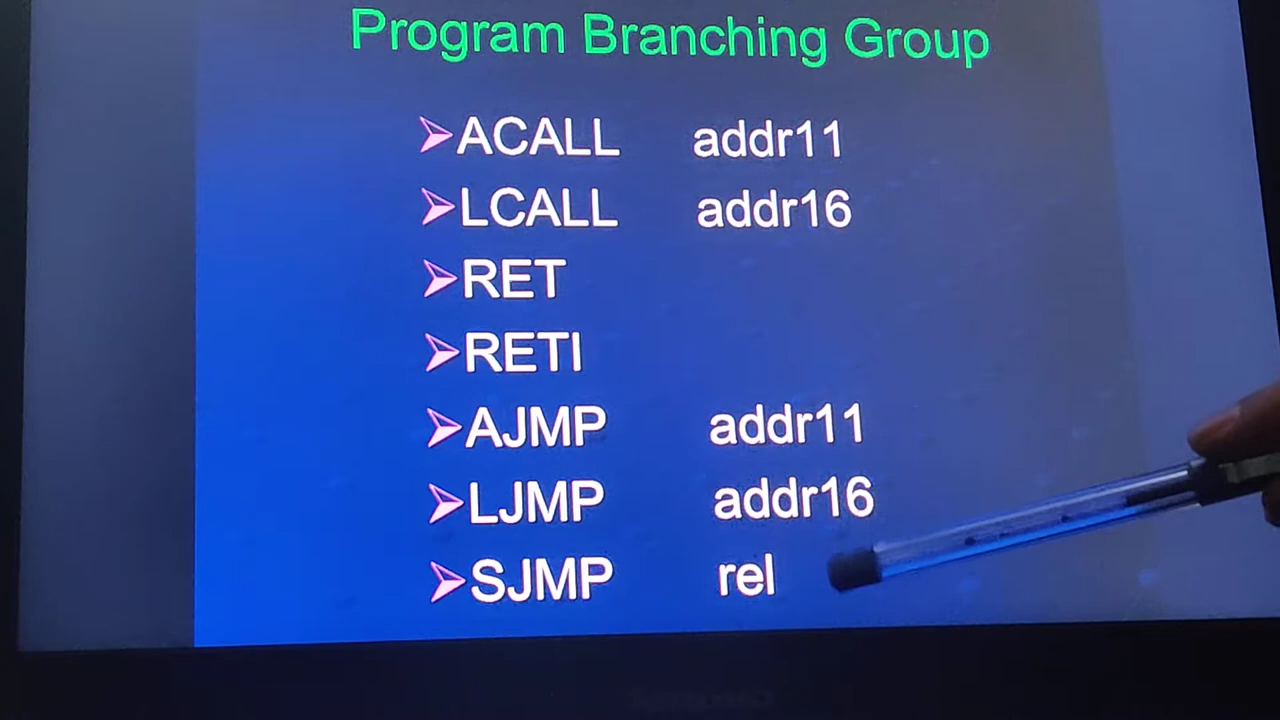 Program Branching Group
➢ACALL addr11
➢LCALL addr16
➢RET
➢RETI
➢AJMP addr11
➢LJMP addr16
➢SJMP rel